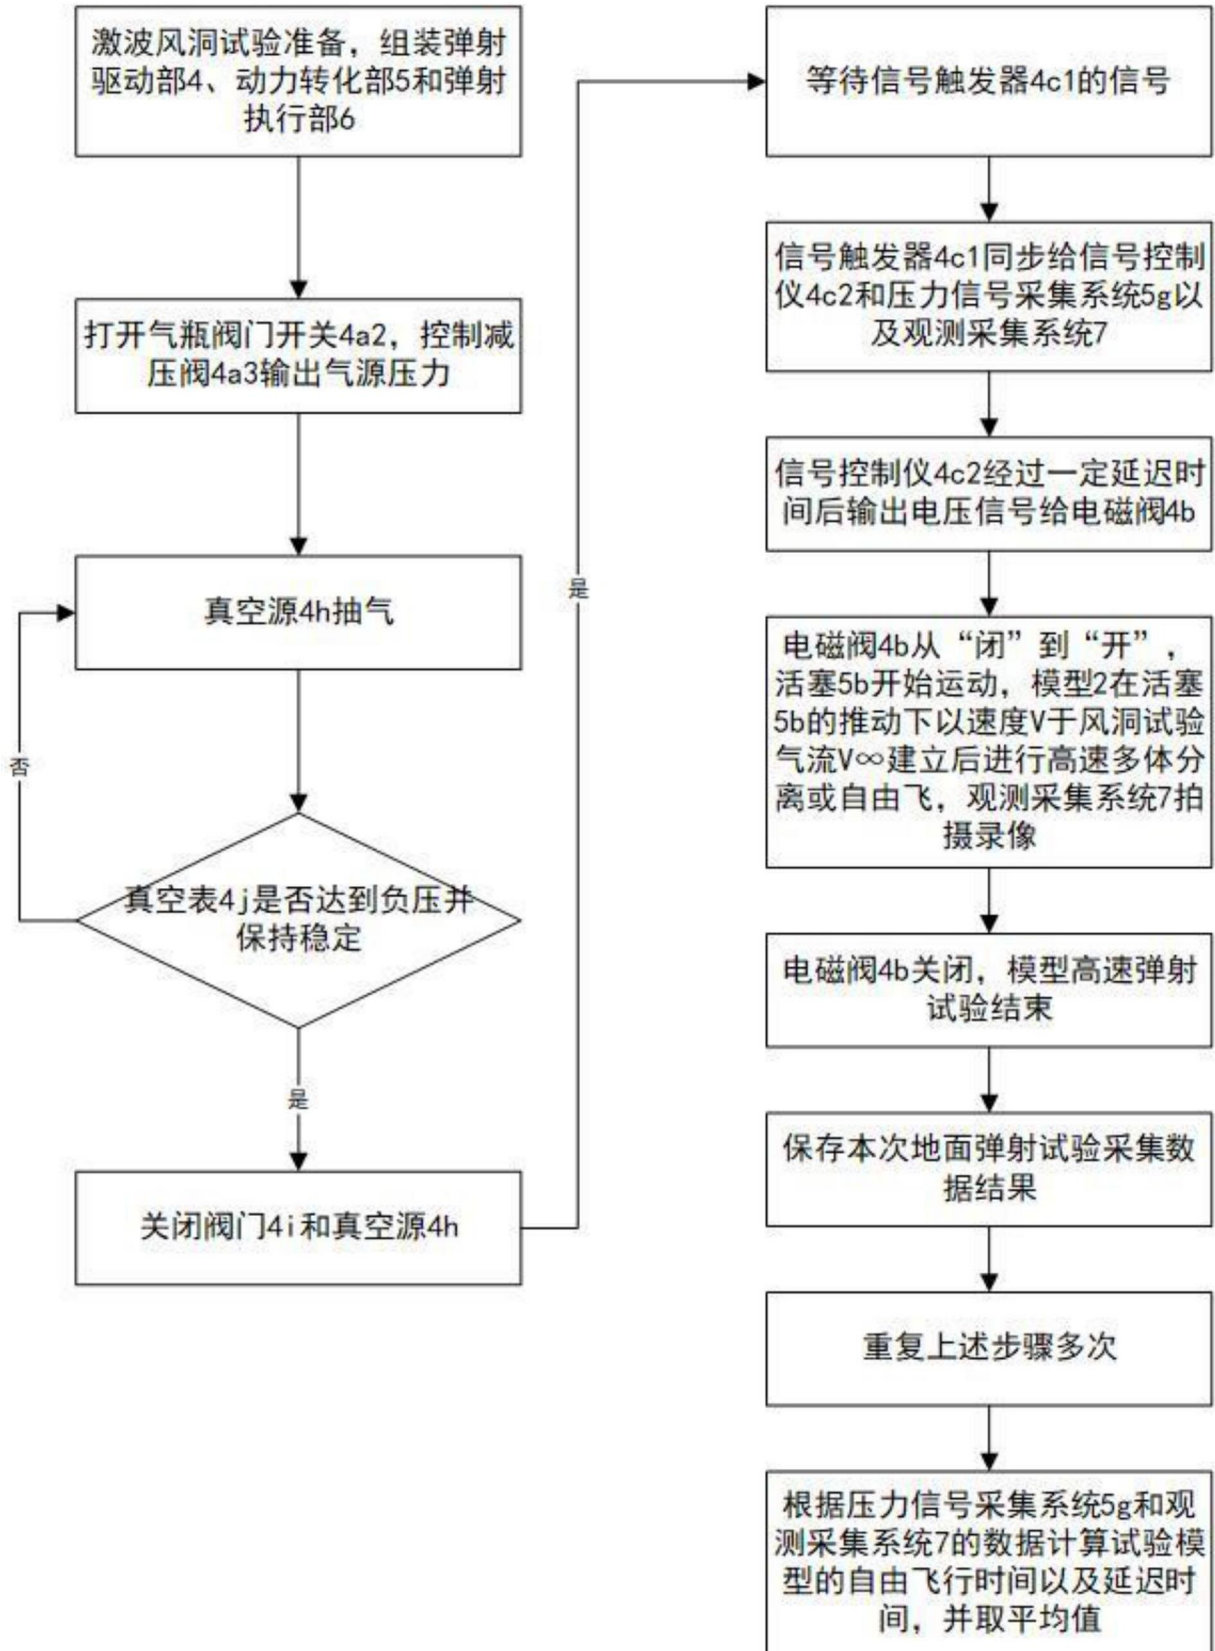 激波风洞试验准备，组装弹射
驱动部4、动力转化部5和弹射
执行部6
打开气瓶阀门开关4a2，控制减
压阀4a3输出气源压力
真空源4h抽气
否
真空表4j是否达到负压并
保持稳定
是
关闭阀门4i和真空源4h
是
等待信号触发器4c1的信号
信号触发器4c1同步给信号控制
仪4c2和压力信号采集系统5g以
及观测采集系统7
信号控制仪4c2经过一定延迟时
间后输出电压信号给电磁阀4b
电磁阀4b从“闭”到“开”，
活塞5b开始运动，模型2在活塞
5b的推动下以速度V于风洞试验
气流V∞建立后进行高速多体分
离或自由飞，观测采集系统7拍
摄录像
电磁阀4b关闭，模型高速弹射
试验结束
保存本次地面弹射试验采集数
据结果
重复上述步骤多次
根据压力信号采集系统5g和观
测采集系统7的数据计算试验模
型的自由飞行时间以及延迟时
间，并取平均值